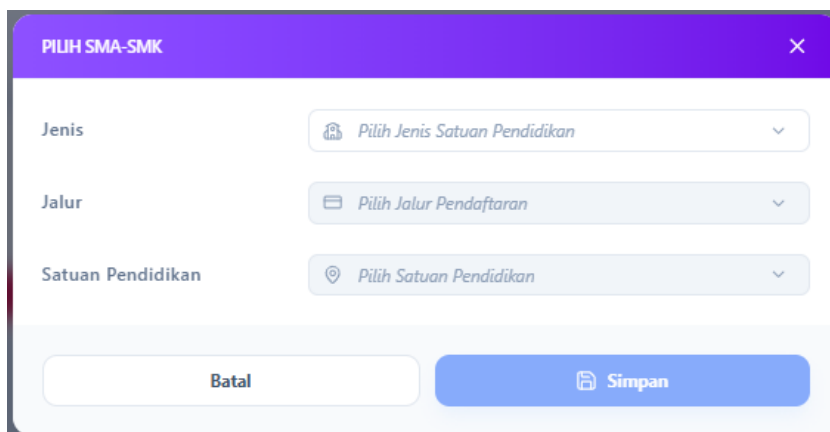 PILIH SMA-SMK
Jenis
Pilih Jenis Satuan Pendidikan
Jalur
Pilih Jalur Pendaftaran
Satuan Pendidikan
Pilih Satuan Pendidikan
Batal
Simpan